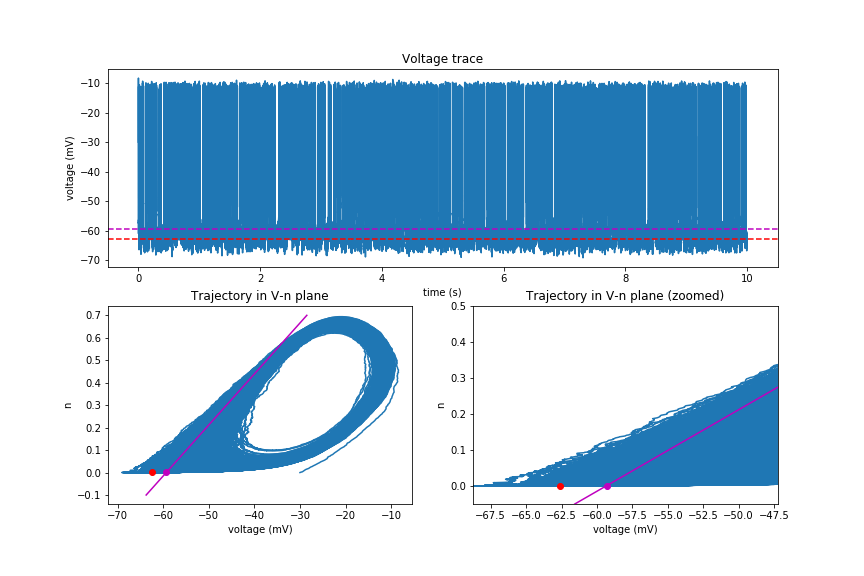 Voltage trace
−10
−20
−30
−40
−50
−60
−70
voltage (mV)
0 2 4 6 8 10
time (s)
Trajectory in V-n plane
0.7
0.6
0.5
0.4
0.3
0.2
0.1
0.0
−0.1
n
−70 −60 −50 −40 −30 −20 −10
voltage (mV)
Trajectory in V-n plane (zoomed)
0.5
0.4
0.3
0.2
0.1
0.0
n
−67.5 −65.0 −62.5 −60.0 −57.5 −55.0 −52.5 −50.0 −47.5
voltage (mV)